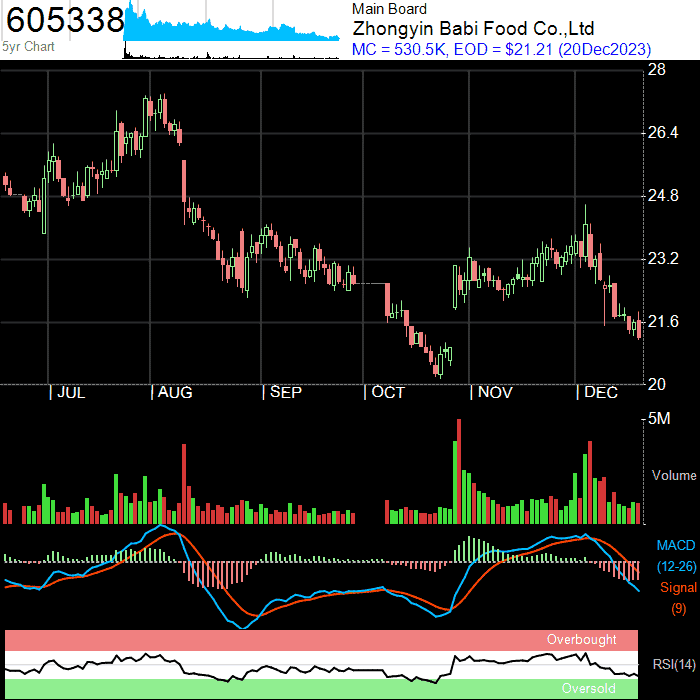 605338
5yr Chart
Main Board
Zhongyin Babi Food Co.,Ltd
MC = 530.5K, EOD = $21.21 (20Dec2023)
28
26.4
24.8
23.2
21.6
20
JUL AUG SEP OCT NOV DEC
5M
Volume
MACD
(12-26)
Signal
(9)
Overbought
RSI(14)
Oversold